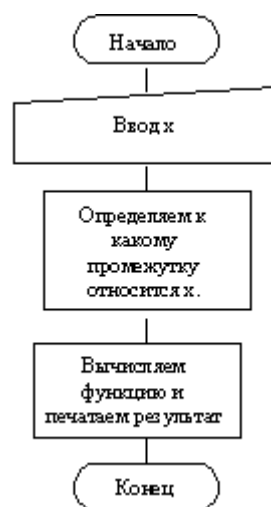 Начало
Ввод x
Определяем к
какому
промежутку
относится x.
Вычисляем
функцию и
печатаем результат
Конец